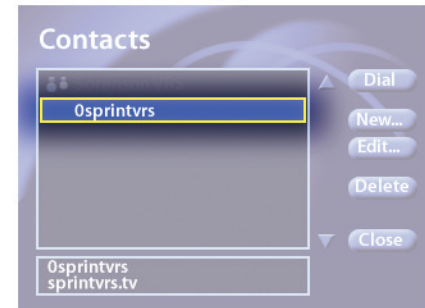 Contacts
0sprintvrs
0sprintvrs
sprintvrs.tv
Dial
New...
Edit...
Delete
Close